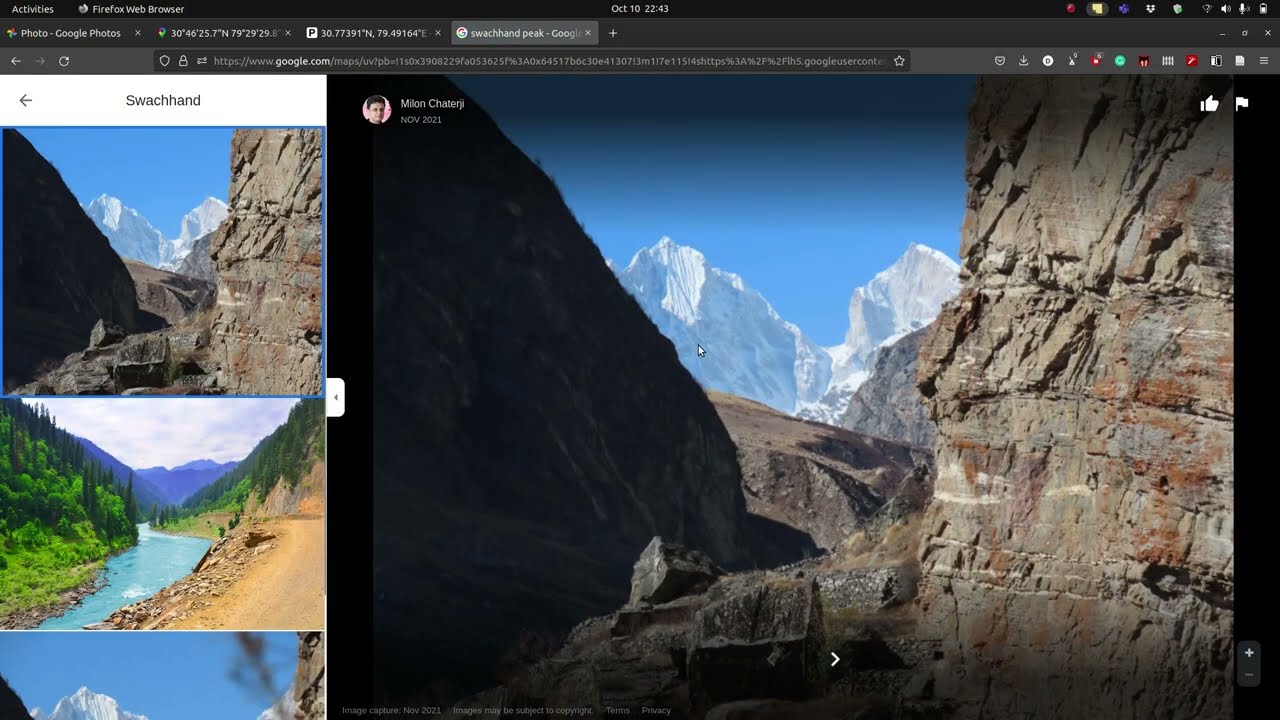 Activities
Firefox Web Browser
Oct 10 22:43
Photo - Google Photos
30°46'25.7"N 79°29'29.8"
30.77391°N, 79.49164°E
swachhand peak - Google
https://www.google.com/maps/uv?pb=!1s0x3908229fa053625f%3A0x64517b6c30e41307!3m1!7e115!4shttps%3A%2F%2Flh5.googleuserconte
Swachhand
Milon Chaterji
NOV 2021
Image capture: Nov 2021
Images may be subject to copyright.
Terms
Privacy